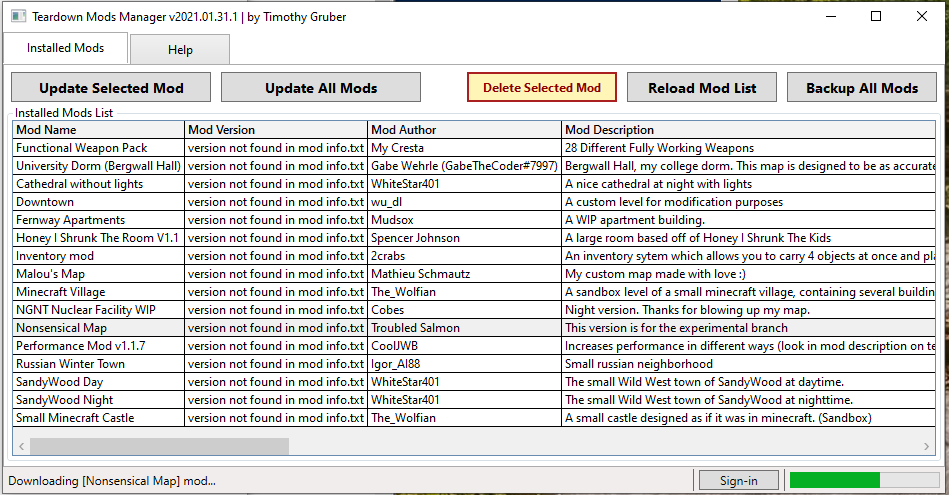 Teardown Mods Manager v2021.01.31.1 | by Timothy Gruber
Installed Mods Help
Update Selected Mod Update All Mods Delete Selected Mod Reload Mod List Backup All Mods
Installed Mods List
Mod Name Mod Version Mod Author Mod Description
Functional Weapon Pack version not found in mod info.txt My Cresta 28 Different Fully Working Weapons
University Dorm (Bergwall Hall) version not found in mod info.txt Gabe Wehrle (GabeTheCoder#7997) Bergwall Hall, my college dorm. This map is designed to be as accurate
Cathedral without lights version not found in mod info.txt WhiteStar401 A nice cathedral at night with lights
Downtown version not found in mod info.txt wu_dl A custom level for modification purposes
Fernway Apartments version not found in mod info.txt Mudsox A WIP apartment building.
Honey I Shrunk The Room V1.1 version not found in mod info.txt Spencer Johnson A large room based off of Honey I Shrunk The Kids
Inventory mod version not found in mod info.txt 2crabs An inventory sytem which allows you to carry 4 objects at once and pla
Malou's Map version not found in mod info.txt Mathieu Schmautz My custom map made with love :)
Minecraft Village version not found in mod info.txt The_Wolfian A sandbox level of a small minecraft village, containing several buildin
NGNT Nuclear Facility WIP version not found in mod info.txt Cobes Night version. Thanks for blowing up my map.
Nonsensical Map version not found in mod info.txt Troubled Salmon This version is for the experimental branch
Performance Mod v1.1.7 version not found in mod info.txt CoolJWB Increases performance in different ways (look in mod description on te
Russian Winter Town version not found in mod info.txt Igor_Al88 Small russian neighborhood
SandyWood Day version not found in mod info.txt WhiteStar401 The small Wild West town of SandyWood at daytime.
SandyWood Night version not found in mod info.txt WhiteStar401 The small Wild West town of SandyWood at nighttime.
Small Minecraft Castle version not found in mod info.txt The_Wolfian A small castle designed as if it was in minecraft. (Sandbox)
Downloading [Nonsensical Map] mod... Sign-in